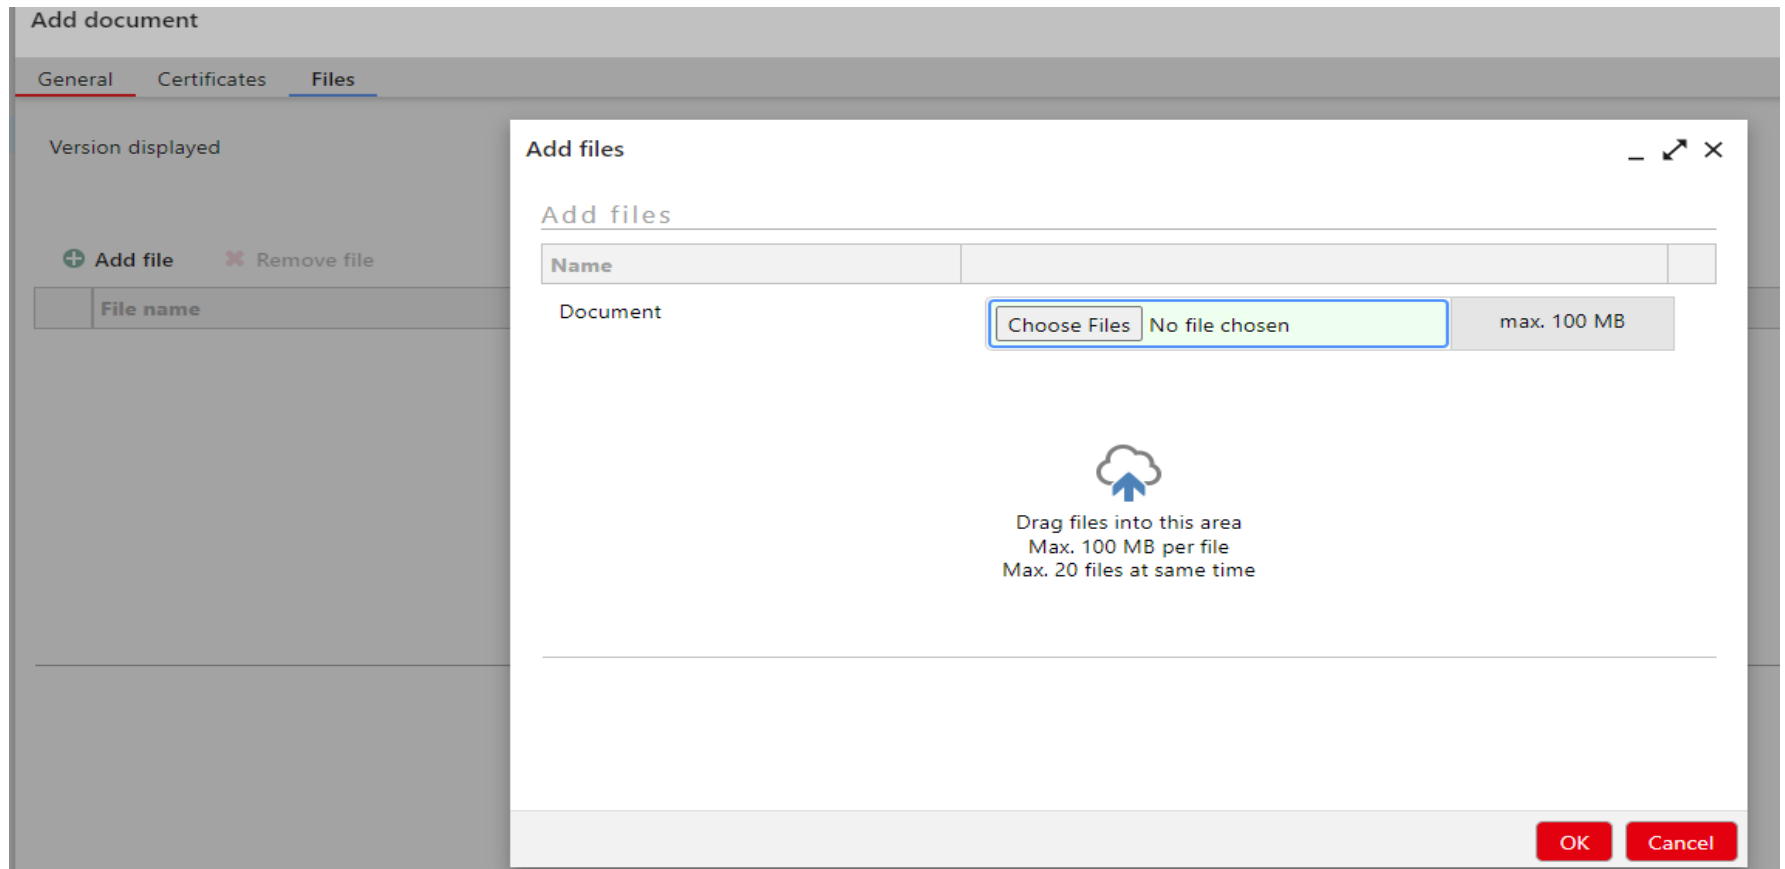 Add document
General Certificates Files
Version displayed
Add file Remove file
File name
Add files
Add files
Name
Document Choose Files No file chosen max. 100 MB
Drag files into this area
Max. 100 MB per file
Max. 20 files at same time
OK Cancel